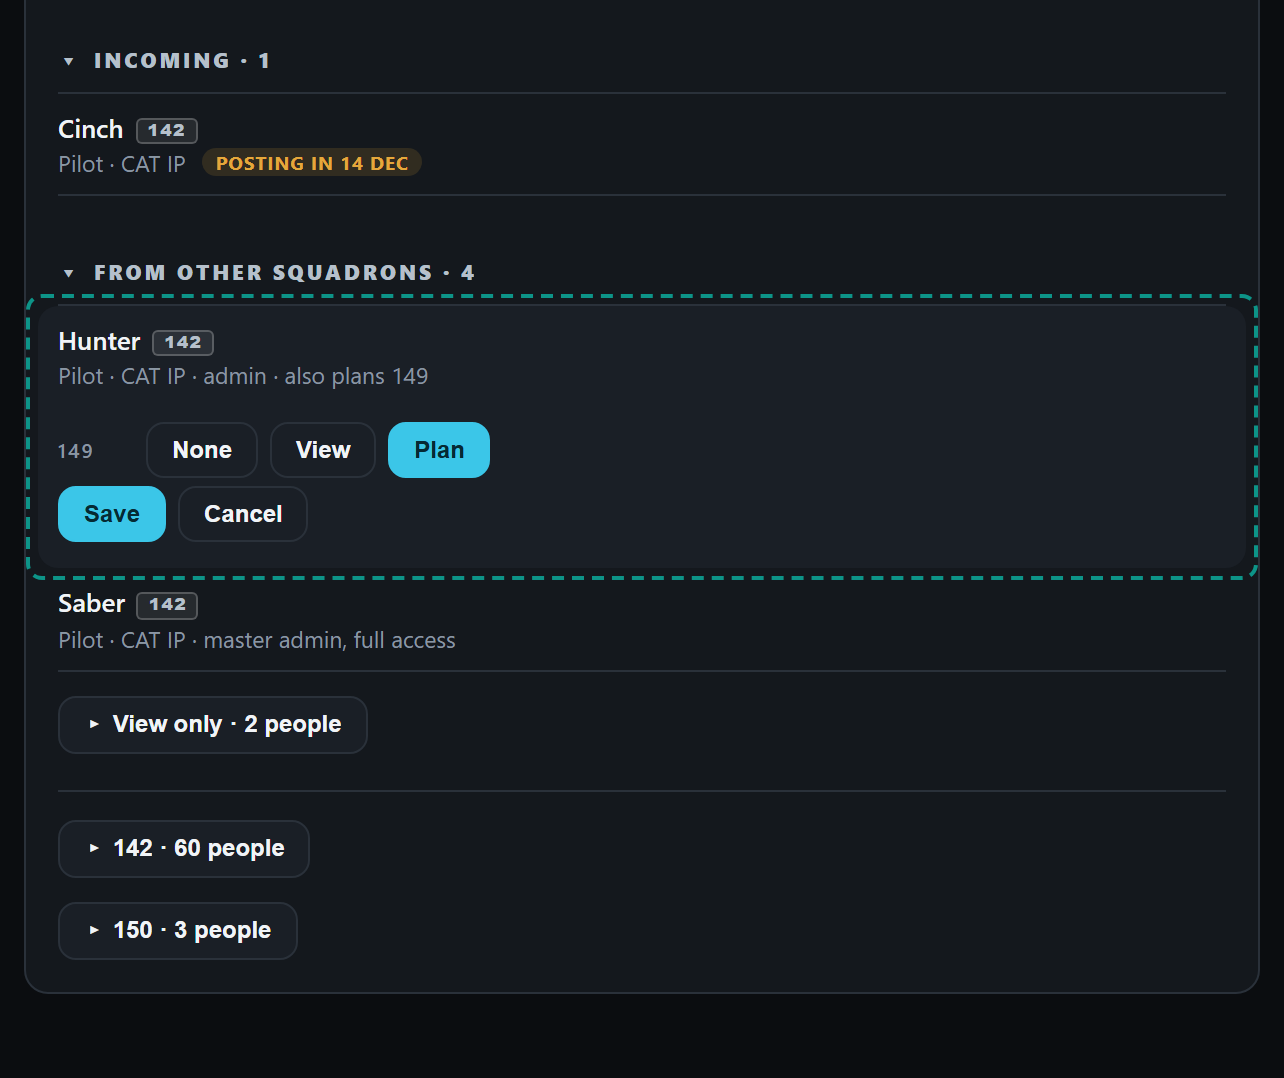 ▼ INCOMING · 1
Cinch 142
Pilot · CAT IP POSTING IN 14 DEC
▼ FROM OTHER SQUADRONS · 4
Hunter 142
Pilot · CAT IP · admin · also plans 149
149 None View Plan
Save Cancel
Saber 142
Pilot · CAT IP · master admin, full access
▸ View only · 2 people
▸ 142 · 60 people
▸ 150 · 3 people